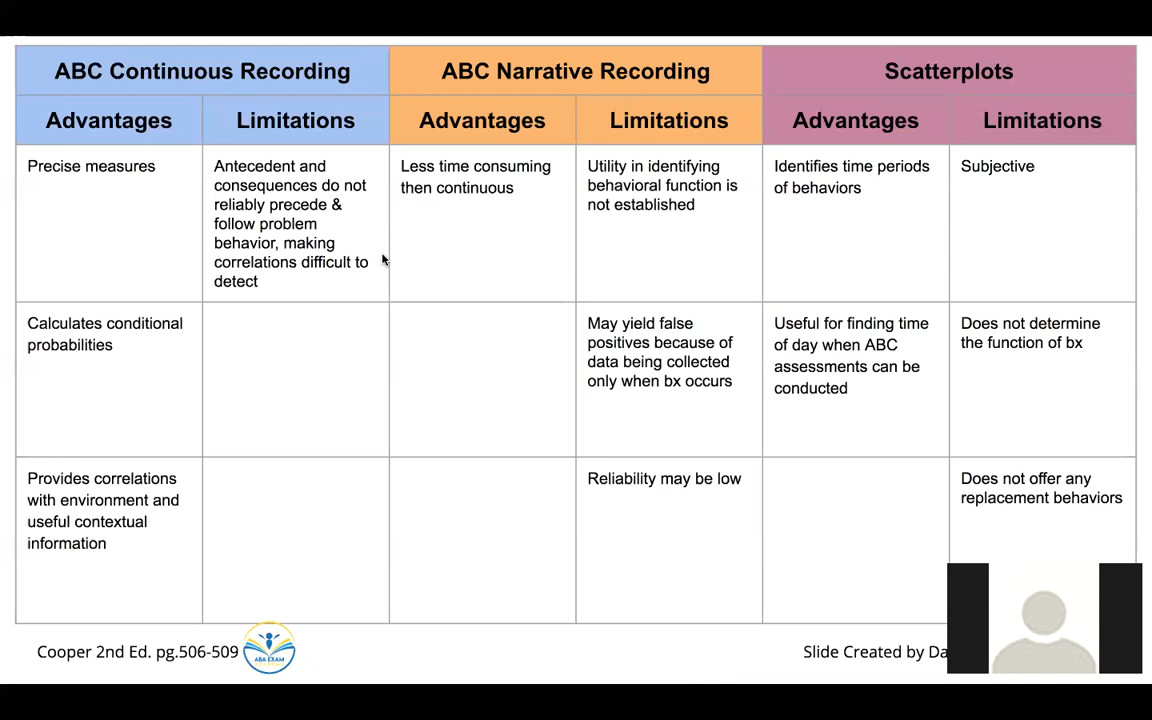 ABC Continuous Recording
ABC Narrative Recording
Scatterplots
Advantages
Limitations
Advantages
Limitations
Advantages
Limitations
Precise measures
Antecedent and
consequences do not
reliably precede &
follow problem
behavior, making
correlations difficult to
detect
Less time consuming
then continuous
Utility in identifying
behavioral function is
not established
Identifies time periods
of behaviors
Subjective
Calculates conditional
probabilities
May yield false
positives because of
data being collected
only when bx occurs
Useful for finding time
of day when ABC
assessments can be
conducted
Does not determine
the function of bx
Provides correlations
with environment and
useful contextual
information
Reliability may be low
Does not offer any
replacement behaviors
Cooper 2nd Ed. pg.506-509
ABA EXAM
Slide Created by Da